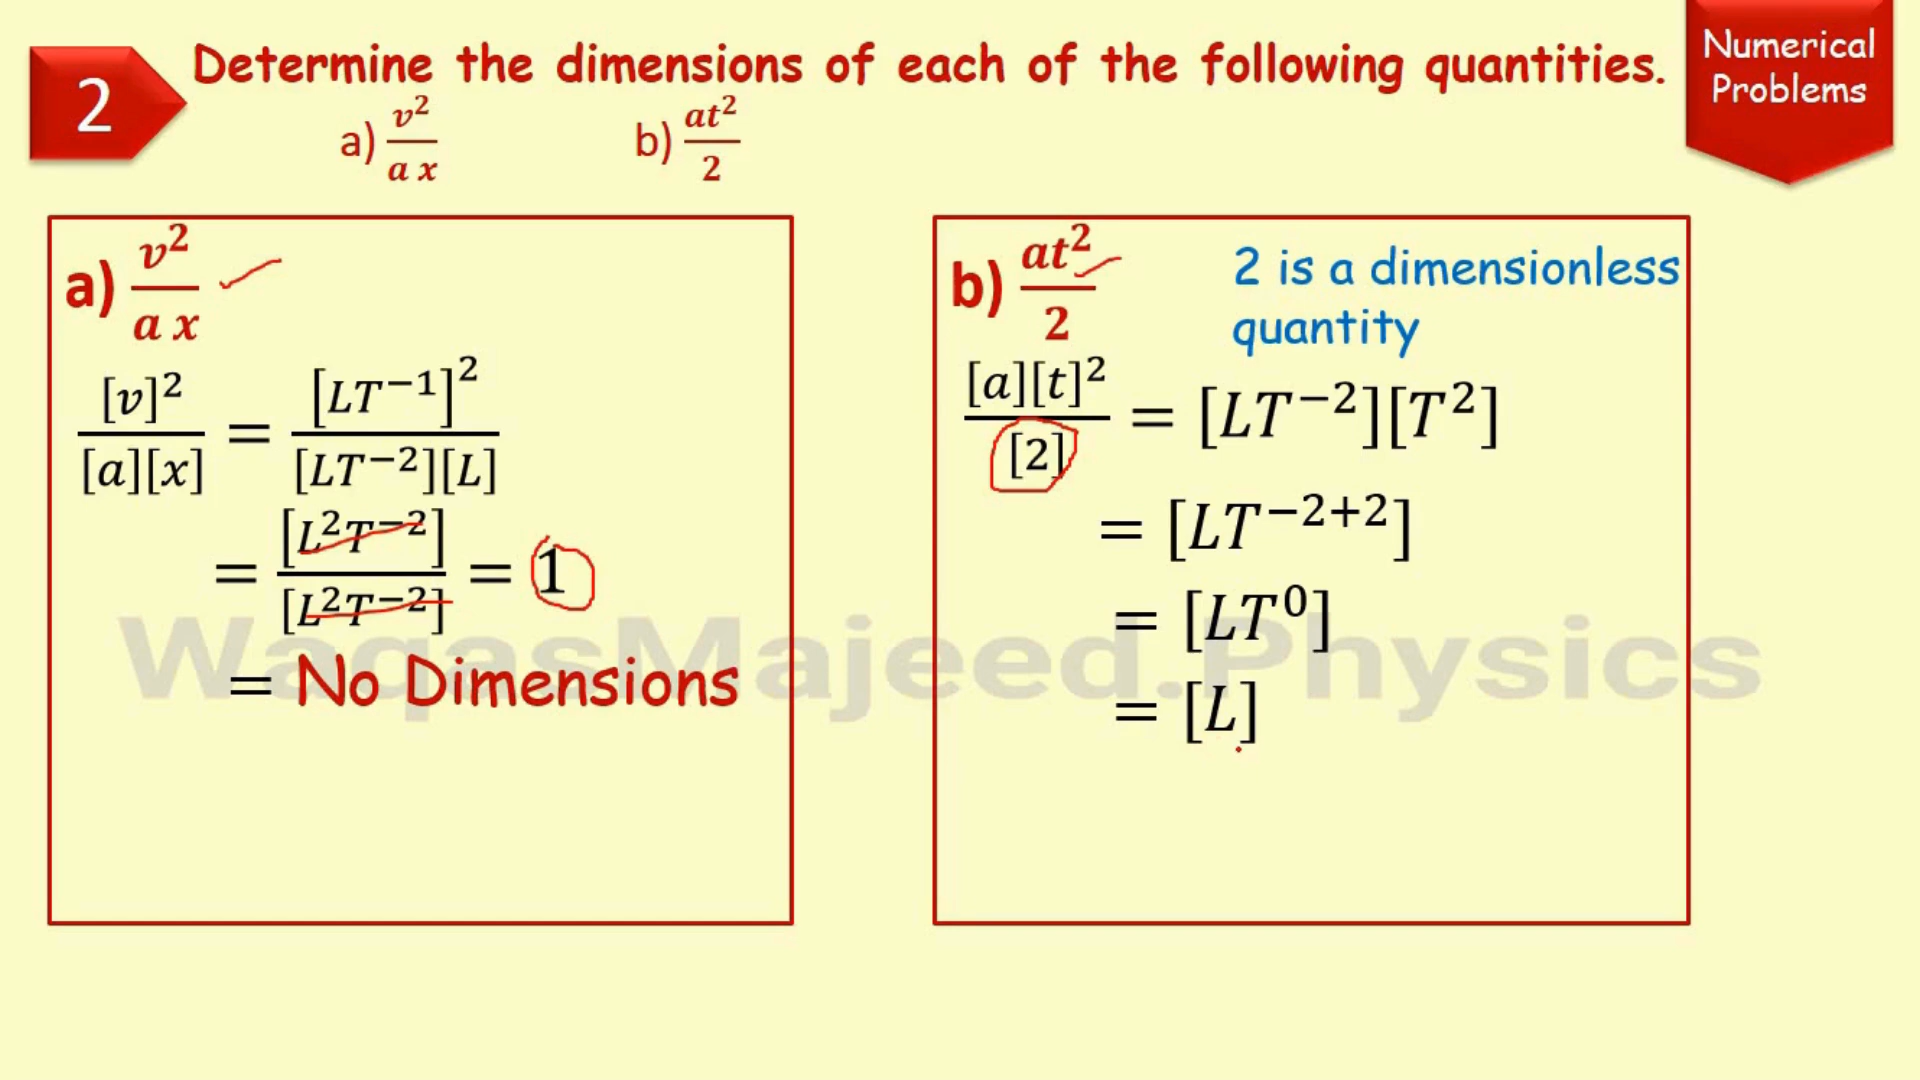 2
Determine the dimensions of each of the following quantities.
Numerical
Problems
a) v²/a x
b) at²/2
a) v²/a x
[v]²/[a][x] = [LT⁻¹]²/[LT⁻²][L]
= [L²T⁻²]/[L²T⁻²] = 1
= No Dimensions
b) at²/2
2 is a dimensionless
quantity
[a][t]²/[2] = [LT⁻²][T²]
= [LT⁻²⁺²]
= [LT⁰]
= [L]
WaqasMajeed.Physics